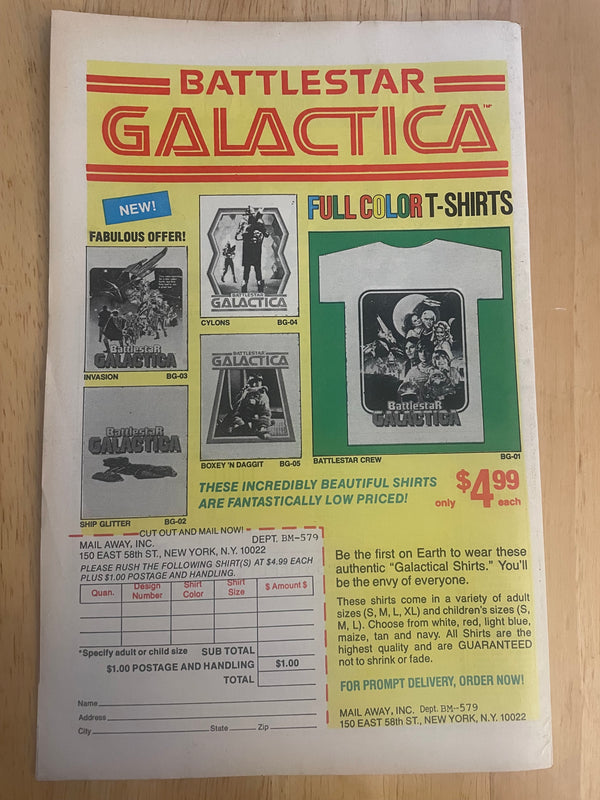 BATTLESTAR
GALACTICA™
NEW!
FABULOUS OFFER!
FULL COLOR T-SHIRTS
BATTLESTAR
GALACTICA
CYLONS BG-04
BattlestaR
GALACTICA
INVASION BG-03
BATTLESTAR
GALACTICA
BOXEY 'N DAGGIT BG-05
BattlestaR
GALACTICA
SHIP GLITTER BG-02
BattlestaR
GALACTICA
BATTLESTAR CREW BG-01
THESE INCREDIBLY BEAUTIFUL SHIRTS
ARE FANTASTICALLY LOW PRICED!
only $4.99 each
CUT OUT AND MAIL NOW!
MAIL AWAY, INC. DEPT. BM-579
150 EAST 58th ST., NEW YORK, N.Y. 10022
PLEASE RUSH THE FOLLOWING SHIRT(S) AT $4.99 EACH
PLUS $1.00 POSTAGE AND HANDLING.
Quan. Design Number Shirt Color Shirt Size $ Amount $
*Specify adult or child size SUB TOTAL
$1.00 POSTAGE AND HANDLING $1.00
TOTAL
Name
Address
City State Zip
Be the first on Earth to wear these
authentic "Galactical Shirts." You'll
be the envy of everyone.
These shirts come in a variety of adult
sizes (S, M, L, XL) and children's sizes (S,
M, L). Choose from white, red, light blue,
maize, tan and navy. All Shirts are the
highest quality and are GUARANTEED
not to shrink or fade.
FOR PROMPT DELIVERY, ORDER NOW!
MAIL AWAY, INC. Dept. BM-579
150 EAST 58th ST., NEW YORK, N.Y. 10022